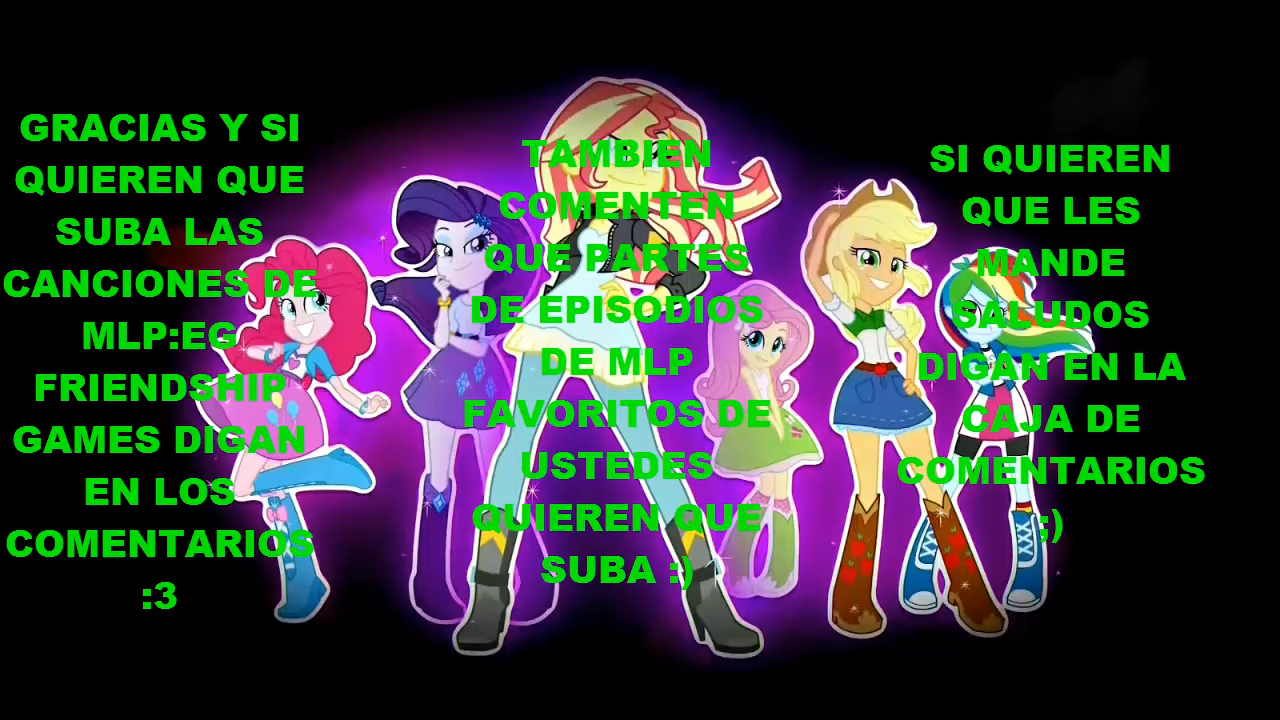 GRACIAS Y SI
QUIEREN QUE
SUBA LAS
CANCIONES DE
MLP:EG
FRIENDSHIP
GAMES DIGAN
EN LOS
COMENTARIOS
:3
TAMBIEN
COMENTEN
QUE PARTES
DE EPISODIOS
DE MLP
FAVORITOS DE
USTEDES
QUIEREN QUE
SUBA :)
SI QUIEREN
QUE LES
MANDE
SALUDOS
DIGAN EN LA
CAJA DE
COMENTARIOS
;)